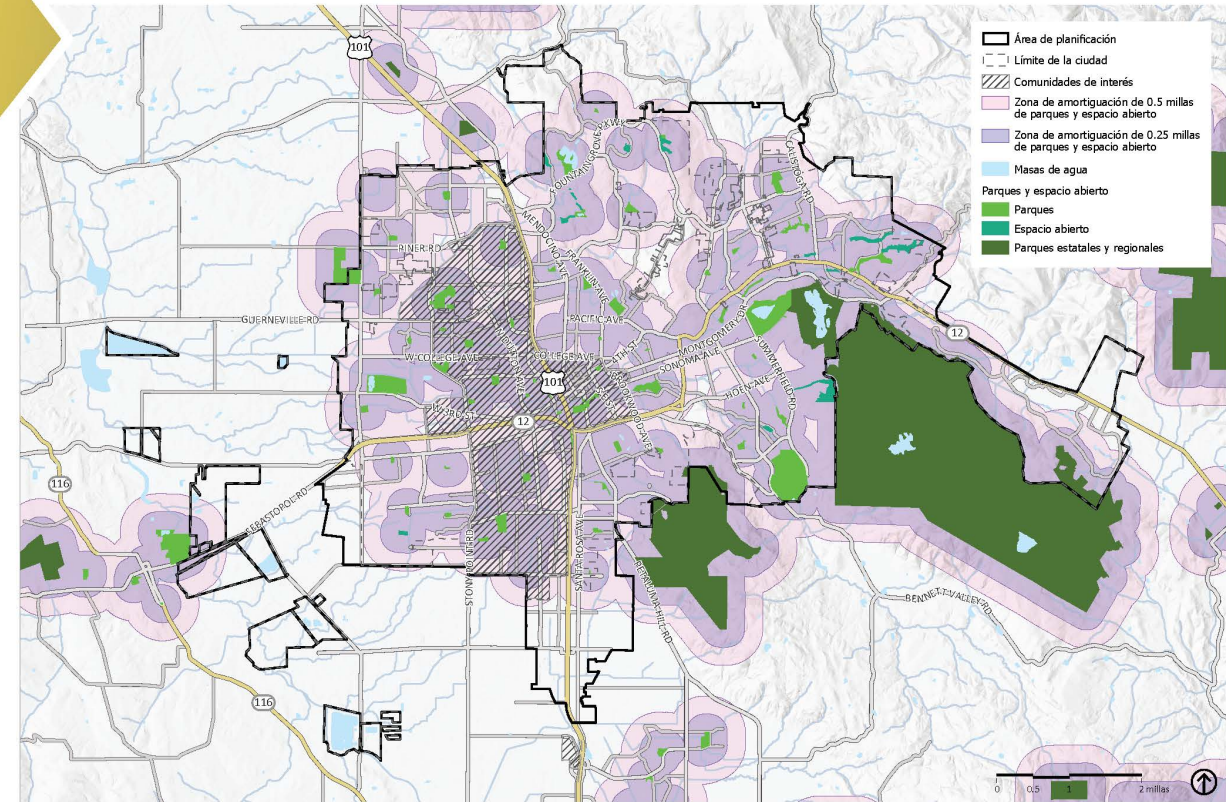 Área de planificación
Límite de la ciudad
Comunidades de interés
Zona de amortiguación de 0.5 millas
de parques y espacio abierto
Zona de amortiguación de 0.25 millas
de parques y espacio abierto
Masas de agua
Parques y espacio abierto
Parques
Espacio abierto
Parques estatales y regionales
101
FOUNTAINGROVE PKWY
CALISTOGA RD
MENDOCINO AVE
PINER RD
FRANKLIN AVE
GUERNEVILLE RD
PACIFIC AVE
12
W COLLEGE AVE
COLLEGE AVE
4TH ST
MONTGOMERY DR
SONOMA AVE
SUMMERFIELD RD
101
HOEN AVE
BROOKWOOD AVE
W 3RD ST
12
116
SEBASTOPOL RD
STONY POINT RD
SANTA ROSA AVE
PETALUMA HILL RD
BENNETT VALLEY RD
116
0 0.5 1 2 millas